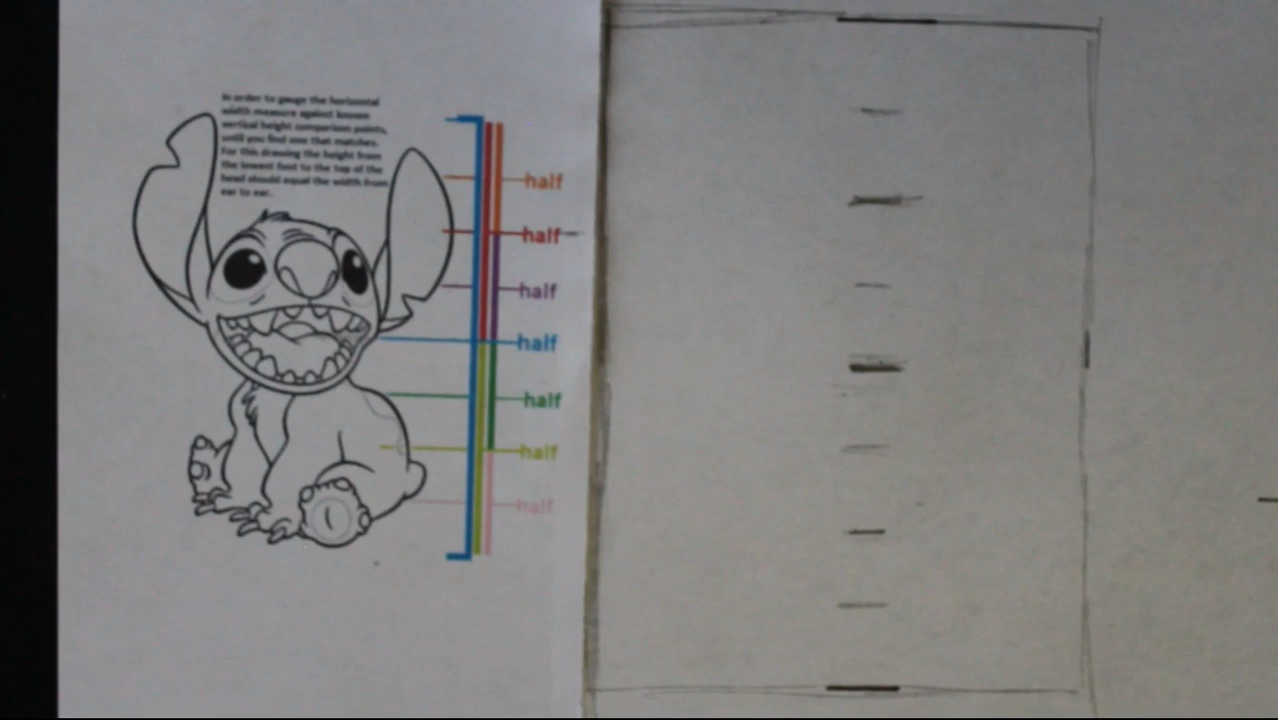 In order to gauge the horizontal
width measure against known
vertical height comparison points,
until you find one that matches.
For this drawing the height from
the lowest foot to the top of the
head should equal the width from
ear to ear.
half
half
half
half
half
half
half